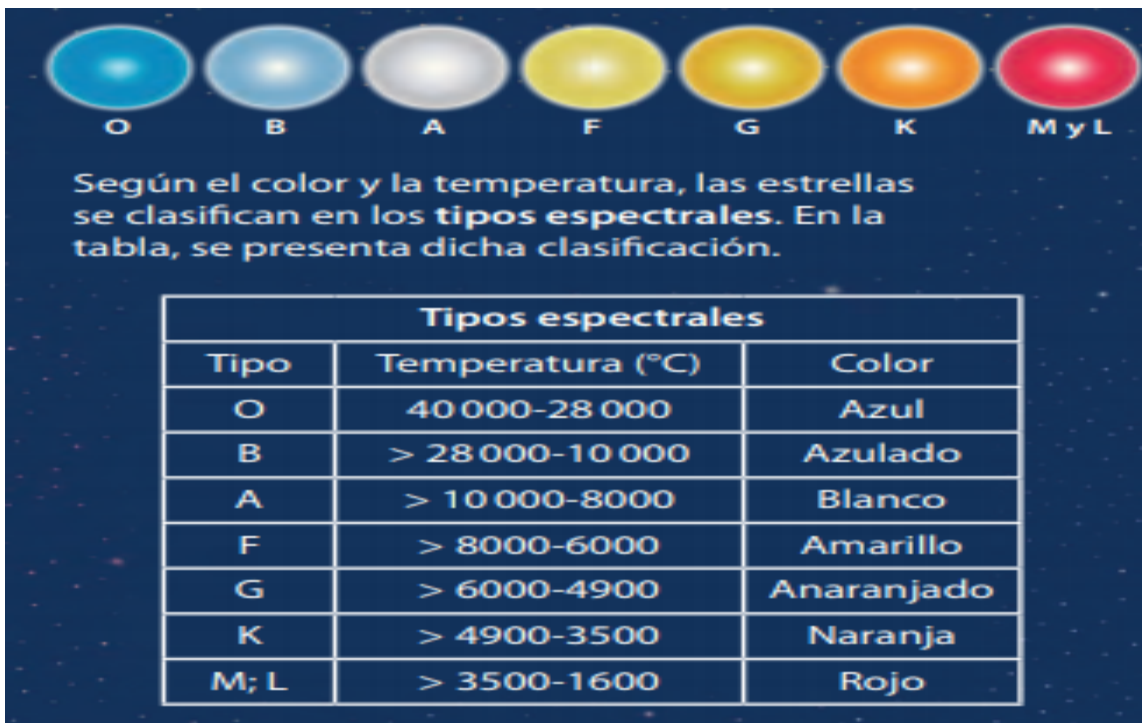 O B A F G K M y L
Según el color y la temperatura, las estrellas
se clasifican en los tipos espectrales. En la
tabla, se presenta dicha clasificación.
Tipos espectrales
Tipo Temperatura (°C) Color
O 40 000-28 000 Azul
B > 28 000-10 000 Azulado
A > 10 000-8000 Blanco
F > 8000-6000 Amarillo
G > 6000-4900 Anaranjado
K > 4900-3500 Naranja
M; L > 3500-1600 Rojo